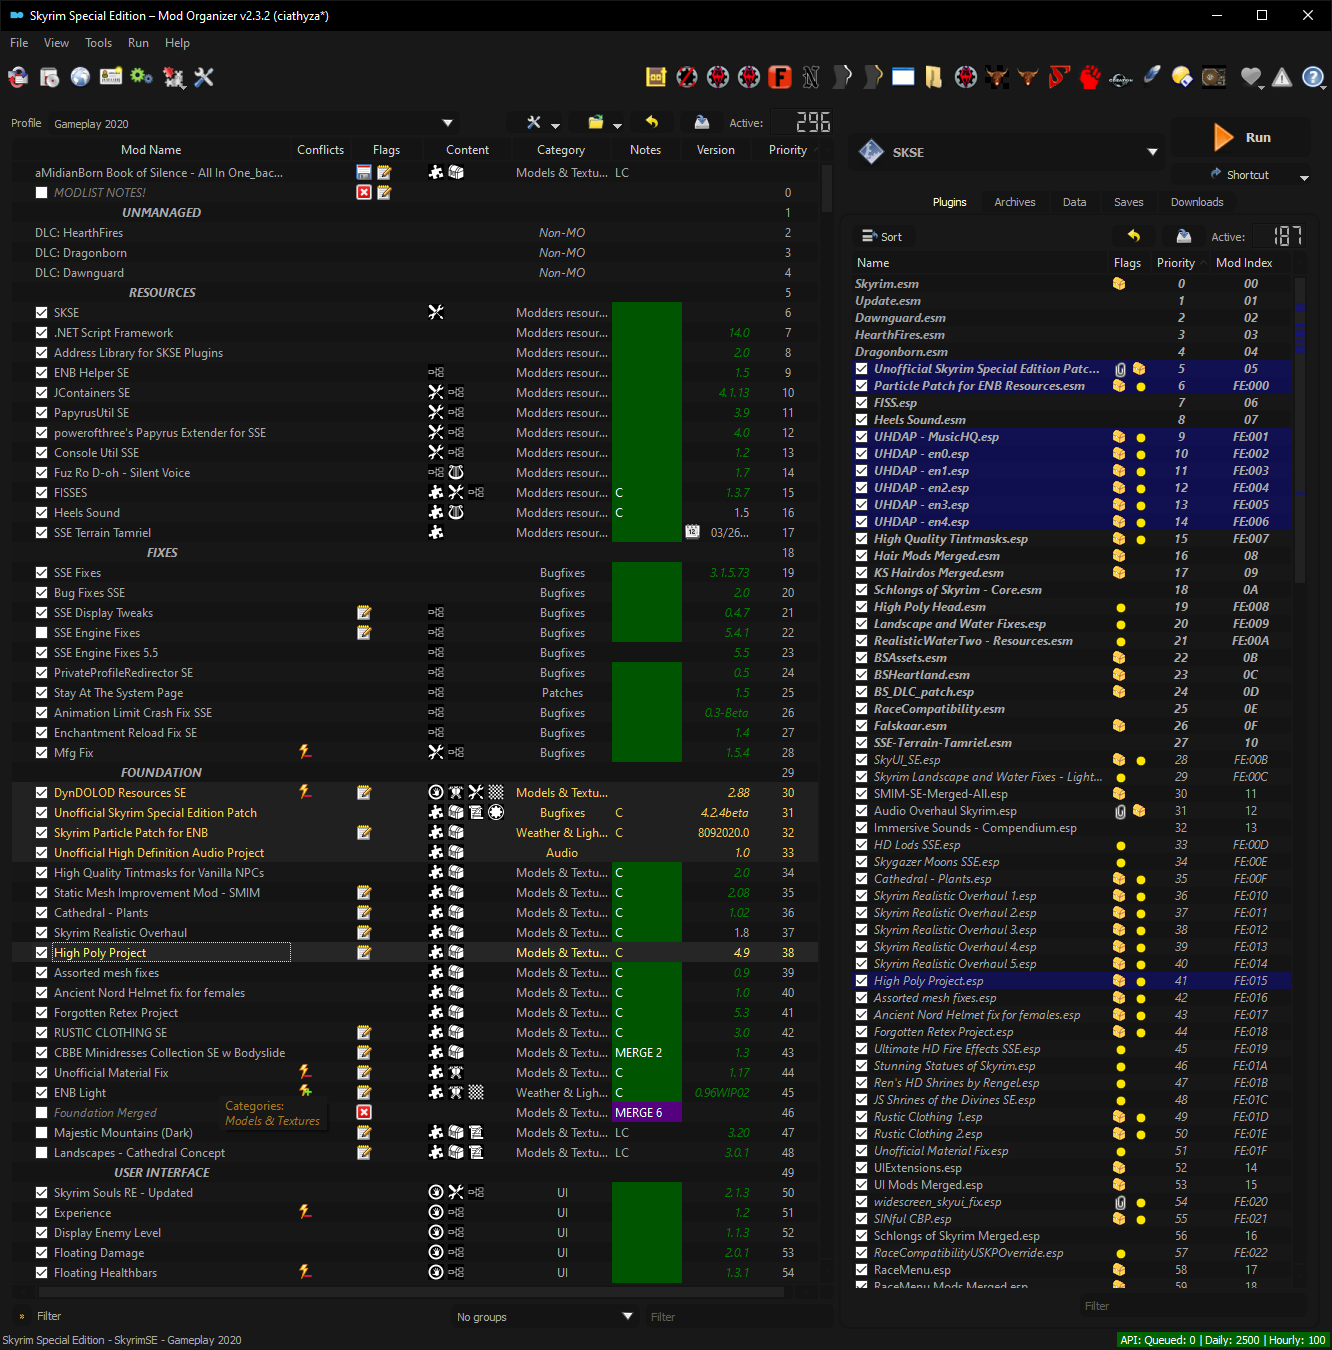 Skyrim Special Edition – Mod Organizer v2.3.2 (ciathyza*)
File View Tools Run Help
Profile Gameplay 2020 Active: 296
Mod Name Conflicts Flags Content Category Notes Version Priority
aMidianBorn Book of Silence - All In One_bac... Models & Textu... LC
MODLIST NOTES! 0
UNMANAGED 1
DLC: HearthFires Non-MO 2
DLC: Dragonborn Non-MO 3
DLC: Dawnguard Non-MO 4
RESOURCES 5
SKSE Modders resour... 6
.NET Script Framework Modders resour... 14.0 7
Address Library for SKSE Plugins Modders resour... 2.0 8
ENB Helper SE Modders resour... 1.5 9
JContainers SE Modders resour... 4.1.13 10
PapyrusUtil SE Modders resour... 3.9 11
powerofthree's Papyrus Extender for SSE Modders resour... 4.0 12
Console Util SSE Modders resour... 1.2 13
Fuz Ro D-oh - Silent Voice Modders resour... 1.7 14
FISSES Modders resour... C 1.3.7 15
Heels Sound Modders resour... C 1.5 16
SSE Terrain Tamriel Modders resour... 12 03/26... 17
FIXES 18
SSE Fixes Bugfixes 3.1.5.73 19
Bug Fixes SSE Bugfixes 2.0 20
SSE Display Tweaks Bugfixes 0.4.7 21
SSE Engine Fixes Bugfixes 5.4.1 22
SSE Engine Fixes 5.5 Bugfixes 5.5 23
PrivateProfileRedirector SE Bugfixes 0.5 24
Stay At The System Page Patches 1.5 25
Animation Limit Crash Fix SSE Bugfixes 0.3-Beta 26
Enchantment Reload Fix SE Bugfixes 1.4 27
Mfg Fix Bugfixes 1.5.4 28
FOUNDATION 29
DynDOLOD Resources SE Models & Textu... 2.88 30
Unofficial Skyrim Special Edition Patch Bugfixes C 4.2.4beta 31
Skyrim Particle Patch for ENB Weather & Ligh... C 8092020.0 32
Unofficial High Definition Audio Project Audio 1.0 33
High Quality Tintmasks for Vanilla NPCs Models & Textu... C 2.0 34
Static Mesh Improvement Mod - SMIM Models & Textu... C 2.08 35
Cathedral - Plants Models & Textu... C 1.02 36
Skyrim Realistic Overhaul Models & Textu... C 1.8 37
High Poly Project Models & Textu... C 4.9 38
Assorted mesh fixes Models & Textu... C 0.9 39
Ancient Nord Helmet fix for females Models & Textu... C 1.0 40
Forgotten Retex Project Models & Textu... C 5.3 41
RUSTIC CLOTHING SE Models & Textu... C 3.0 42
CBBE Minidresses Collection SE w Bodyslide Models & Textu... MERGE 2 1.3 43
Unofficial Material Fix Models & Textu... C 1.17 44
ENB Light Weather & Ligh... C 0.96WIP02 45
Foundation Merged Models & Textu... MERGE 6 46
Categories:
Models & Textures
Majestic Mountains (Dark) Models & Textu... LC 3.20 47
Landscapes - Cathedral Concept Models & Textu... LC 3.0.1 48
USER INTERFACE 49
Skyrim Souls RE - Updated UI 2.1.3 50
Experience UI 1.2 51
Display Enemy Level UI 1.1.3 52
Floating Damage UI 2.0.1 53
Floating Healthbars UI 1.3.1 54
» Filter No groups Filter
SKSE Run
Shortcut
Plugins Archives Data Saves Downloads
Sort Active: 187
Name Flags Priority Mod Index
Skyrim.esm 0 00
Update.esm 1 01
Dawnguard.esm 2 02
HearthFires.esm 3 03
Dragonborn.esm 4 04
Unofficial Skyrim Special Edition Patc... 5 05
Particle Patch for ENB Resources.esm 6 FE:000
FISS.esp 7 06
Heels Sound.esm 8 07
UHDAP - MusicHQ.esp 9 FE:001
UHDAP - en0.esp 10 FE:002
UHDAP - en1.esp 11 FE:003
UHDAP - en2.esp 12 FE:004
UHDAP - en3.esp 13 FE:005
UHDAP - en4.esp 14 FE:006
High Quality Tintmasks.esp 15 FE:007
Hair Mods Merged.esm 16 08
KS Hairdos Merged.esm 17 09
Schlongs of Skyrim - Core.esm 18 0A
High Poly Head.esm 19 FE:008
Landscape and Water Fixes.esp 20 FE:009
RealisticWaterTwo - Resources.esm 21 FE:00A
BSAssets.esm 22 0B
BSHeartland.esm 23 0C
BS_DLC_patch.esp 24 0D
RaceCompatibility.esm 25 0E
Falskaar.esm 26 0F
SSE-Terrain-Tamriel.esm 27 10
SkyUI_SE.esp 28 FE:00B
Skyrim Landscape and Water Fixes - Light... 29 FE:00C
SMIM-SE-Merged-All.esp 30 11
Audio Overhaul Skyrim.esp 31 12
Immersive Sounds - Compendium.esp 32 13
HD Lods SSE.esp 33 FE:00D
Skygazer Moons SSE.esp 34 FE:00E
Cathedral - Plants.esp 35 FE:00F
Skyrim Realistic Overhaul 1.esp 36 FE:010
Skyrim Realistic Overhaul 2.esp 37 FE:011
Skyrim Realistic Overhaul 3.esp 38 FE:012
Skyrim Realistic Overhaul 4.esp 39 FE:013
Skyrim Realistic Overhaul 5.esp 40 FE:014
High Poly Project.esp 41 FE:015
Assorted mesh fixes.esp 42 FE:016
Ancient Nord Helmet fix for females.esp 43 FE:017
Forgotten Retex Project.esp 44 FE:018
Ultimate HD Fire Effects SSE.esp 45 FE:019
Stunning Statues of Skyrim.esp 46 FE:01A
Ren's HD Shrines by Rengel.esp 47 FE:01B
JS Shrines of the Divines SE.esp 48 FE:01C
Rustic Clothing 1.esp 49 FE:01D
Rustic Clothing 2.esp 50 FE:01E
Unofficial Material Fix.esp 51 FE:01F
UIExtensions.esp 52 14
UI Mods Merged.esp 53 15
widescreen_skyui_fix.esp 54 FE:020
SINful CBP.esp 55 FE:021
Schlongs of Skyrim Merged.esp 56 16
RaceCompatibilityUSKPOverride.esp 57 FE:022
RaceMenu.esp 58 17
RaceMenu Mods Merged.esp 59 18
Filter
Skyrim Special Edition - SkyrimSE - Gameplay 2020 API: Queued: 0 | Daily: 2500 | Hourly: 100